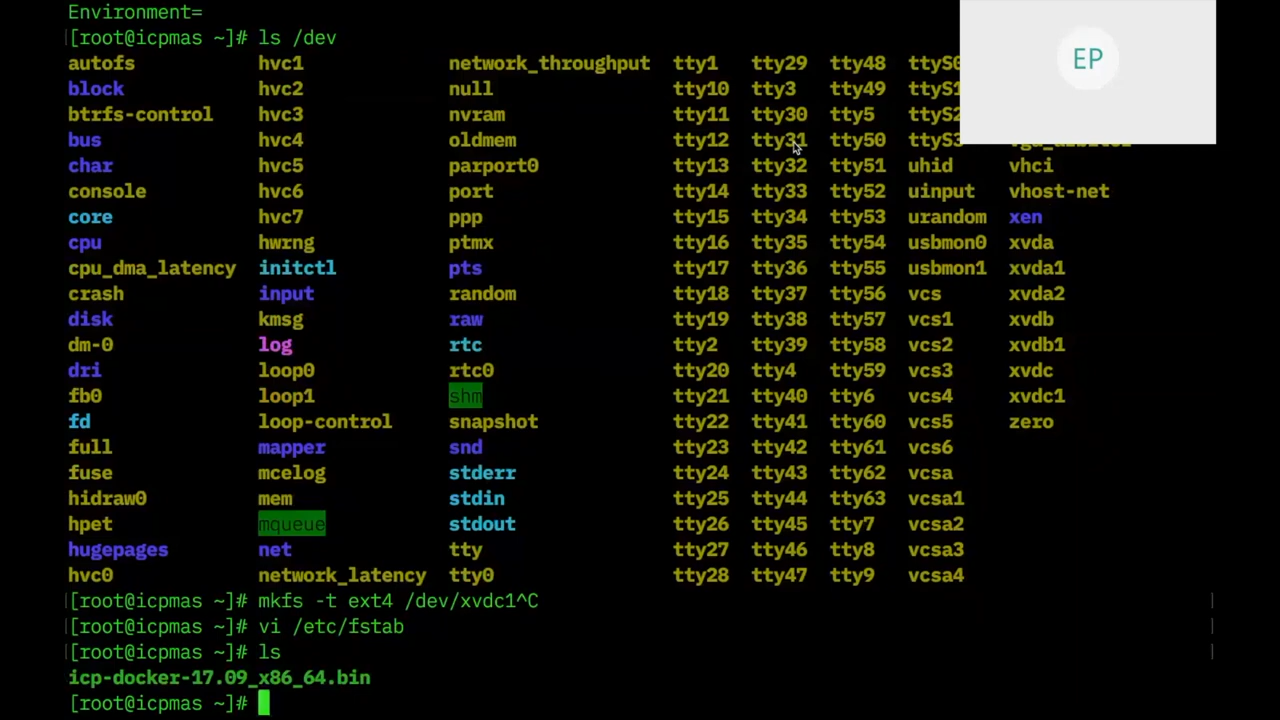 Environment=
[root@icpmas ~]# ls /dev
autofs hvc1 network_throughput tty1 tty29 tty48 ttyS0
block hvc2 null tty10 tty3 tty49 ttyS1
btrfs-control hvc3 nvram tty11 tty30 tty5 ttyS2
bus hvc4 oldmem tty12 tty31 tty50 ttyS3
char hvc5 parport0 tty13 tty32 tty51 uhid vhci
console hvc6 port tty14 tty33 tty52 uinput vhost-net
core hvc7 ppp tty15 tty34 tty53 urandom xen
cpu hwrng ptmx tty16 tty35 tty54 usbmon0 xvda
cpu_dma_latency initctl pts tty17 tty36 tty55 usbmon1 xvda1
crash input random tty18 tty37 tty56 vcs xvda2
disk kmsg raw tty19 tty38 tty57 vcs1 xvdb
dm-0 log rtc tty2 tty39 tty58 vcs2 xvdb1
dri loop0 rtc0 tty20 tty4 tty59 vcs3 xvdc
fb0 loop1 shm tty21 tty40 tty6 vcs4 xvdc1
fd loop-control snapshot tty22 tty41 tty60 vcs5 zero
full mapper snd tty23 tty42 tty61 vcs6
fuse mcelog stderr tty24 tty43 tty62 vcsa
hidraw0 mem stdin tty25 tty44 tty63 vcsa1
hpet mqueue stdout tty26 tty45 tty7 vcsa2
hugepages net tty tty27 tty46 tty8 vcsa3
hvc0 network_latency tty0 tty28 tty47 tty9 vcsa4
[root@icpmas ~]# mkfs -t ext4 /dev/xvdc1^C
[root@icpmas ~]# vi /etc/fstab
[root@icpmas ~]# ls
icp-docker-17.09_x86_64.bin
[root@icpmas ~]#
EP